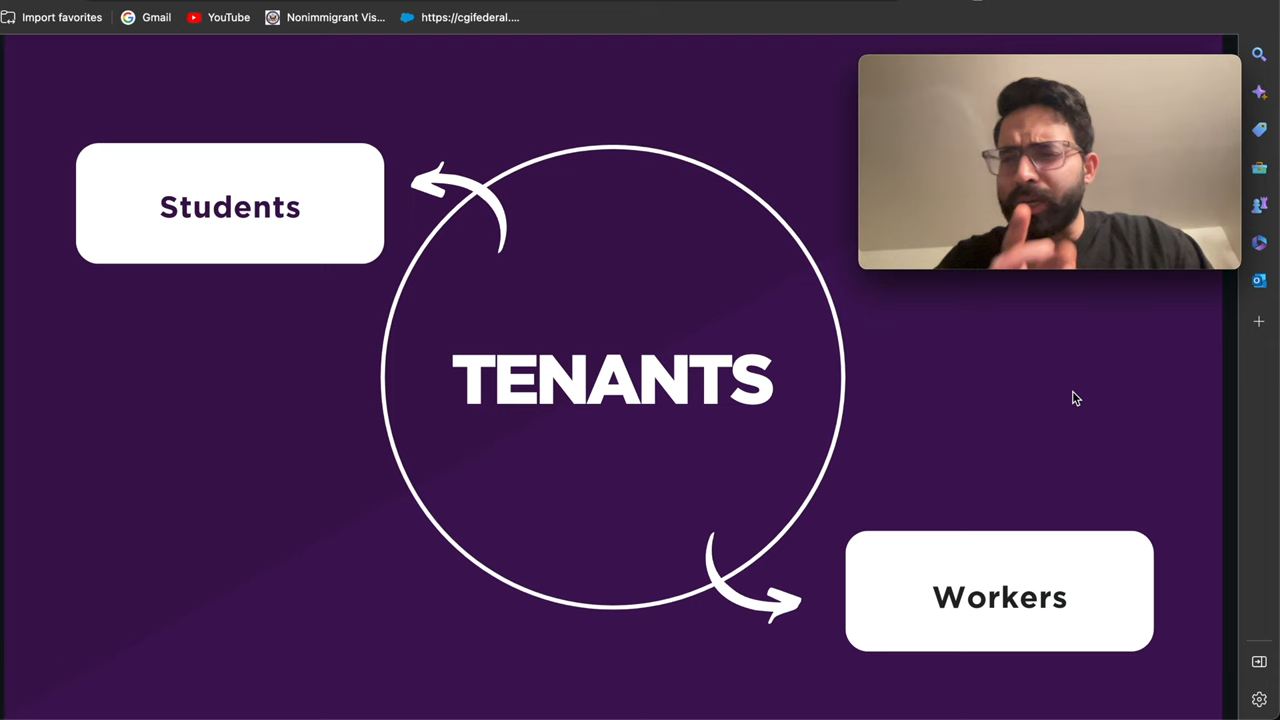 Import favorites
Gmail
YouTube
Nonimmigrant Vis...
https://cgifederal....
Students
TENANTS
Workers